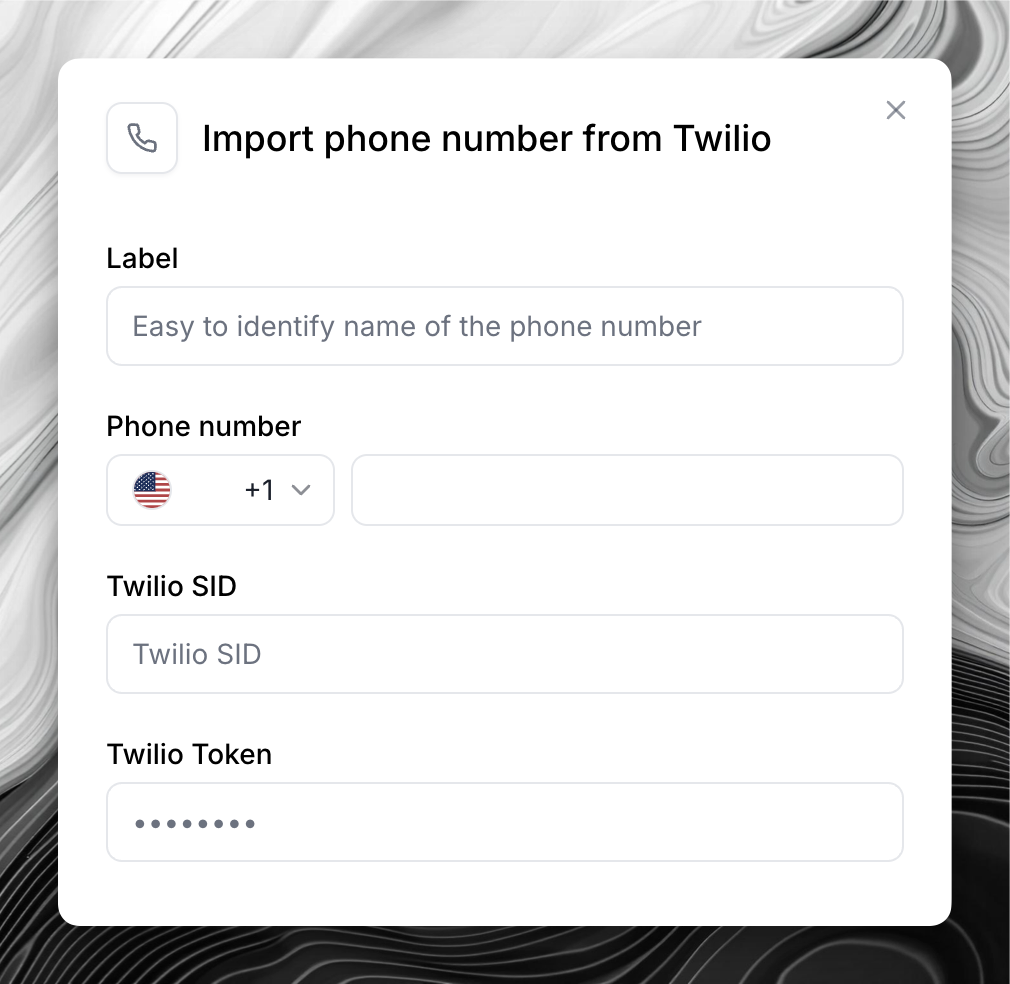 Import phone number from Twilio
Label
Easy to identify name of the phone number
Phone number
+1
Twilio SID
Twilio SID
Twilio Token
••••••••